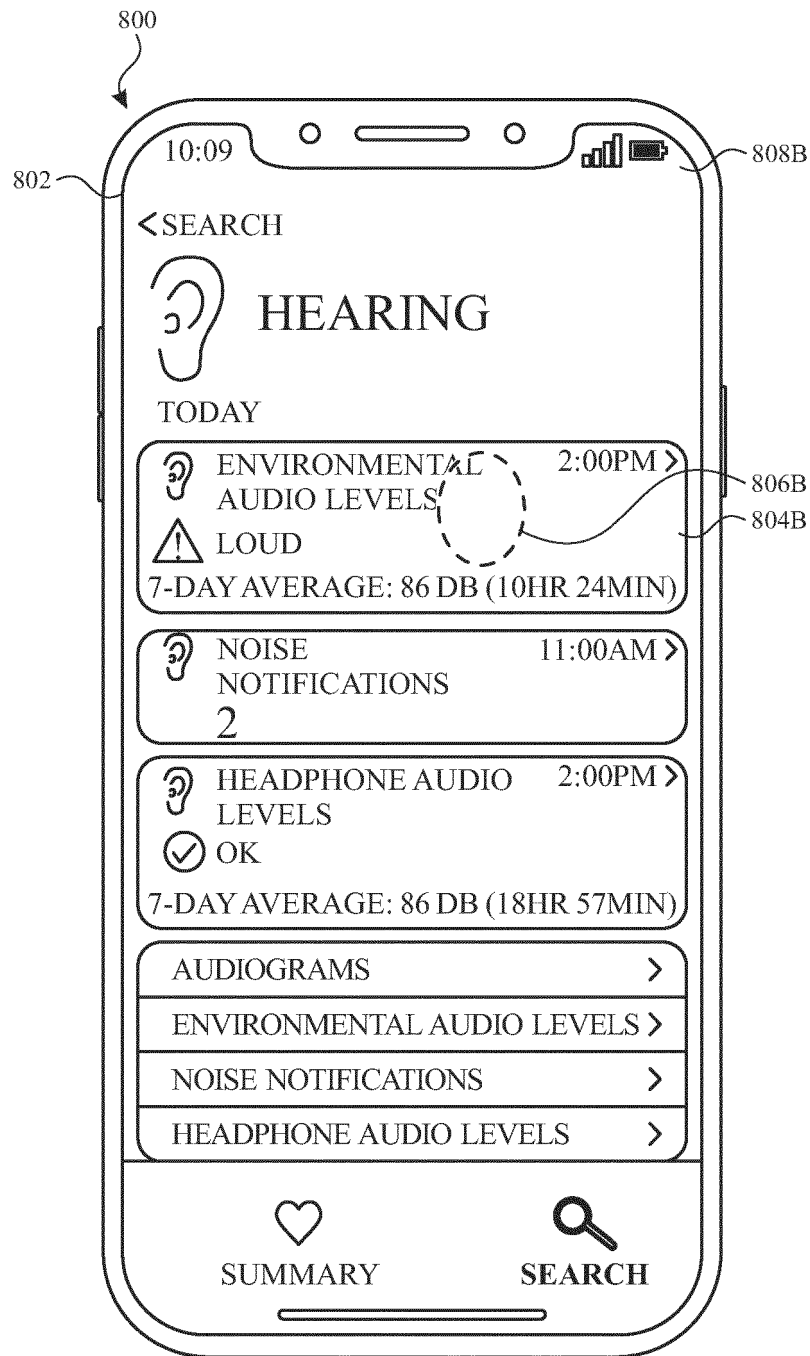 800
10:09
802
808B
<SEARCH
HEARING
TODAY
ENVIRONMENTAL 2:00PM >
AUDIO LEVELS
806B
804B
LOUD
7-DAY AVERAGE: 86 DB (10HR 24MIN)
NOISE 11:00AM >
NOTIFICATIONS
2
HEADPHONE AUDIO 2:00PM >
LEVELS
OK
7-DAY AVERAGE: 86 DB (18HR 57MIN)
AUDIOGRAMS >
ENVIRONMENTAL AUDIO LEVELS >
NOISE NOTIFICATIONS >
HEADPHONE AUDIO LEVELS >
SUMMARY SEARCH